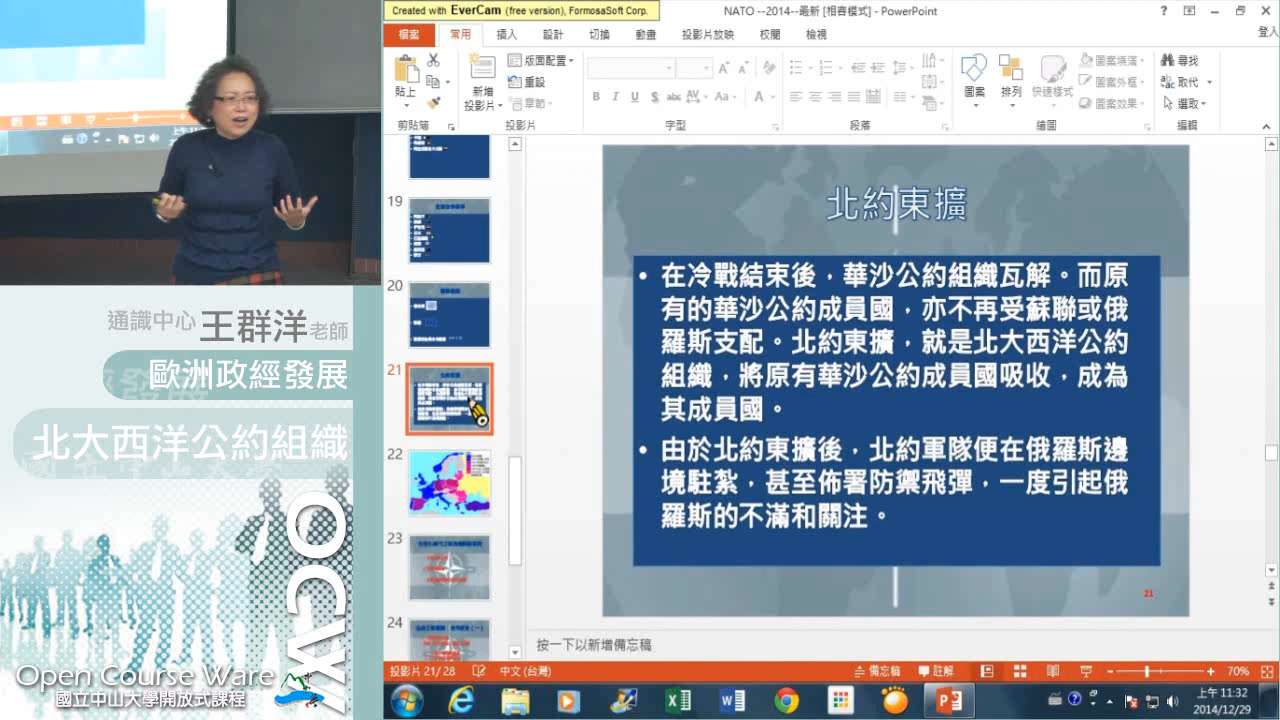 Created with EverCam (free version), FormosaSoft Corp.
NATO --2014--最新 [相容模式] - PowerPoint
檔案 常用 插入 設計 切換 動畫 投影片放映 校閱 檢視 登入
貼上
剪貼簿
新增
投影片
版面配置
重設
章節
投影片
字型
段落
圖案
排列
快速樣式
圖案填滿
圖案外框
圖案效果
繪圖
尋找
取代
選取
編輯
19
20
21
22
23
24
北約東擴
• 在冷戰結束後，華沙公約組織瓦解。而原
有的華沙公約成員國，亦不再受蘇聯或俄
羅斯支配。北約東擴，就是北大西洋公約
組織，將原有華沙公約成員國吸收，成為
其成員國。
• 由於北約東擴後，北約軍隊便在俄羅斯邊
境駐紮，甚至佈署防禦飛彈，一度引起俄
羅斯的不滿和關注。
21
按一下以新增備忘稿
投影片 21/28 中文(台灣) 備忘稿 註解 70%
上午 11:32
2014/12/29
通識中心 王群洋老師
歐洲政經發展
北大西洋公約組織
OCW
Open Course Ware
國立中山大學開放式課程